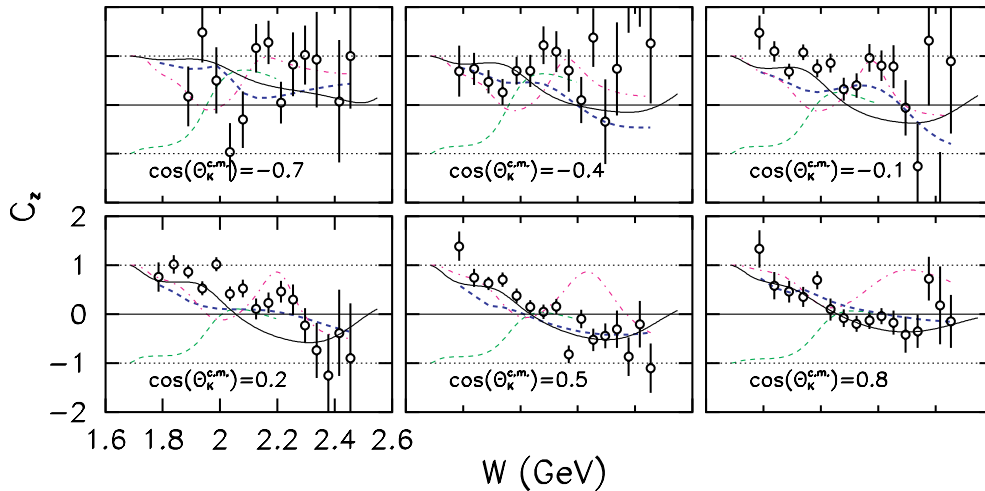 cos(Θ_K^c.m.)=−0.7
cos(Θ_K^c.m.)=−0.4
cos(Θ_K^c.m.)=−0.1
C_z
2
1
0
−1
−2
cos(Θ_K^c.m.)=0.2
cos(Θ_K^c.m.)=0.5
cos(Θ_K^c.m.)=0.8
1.6 1.8 2 2.2 2.4 2.6
W (GeV)